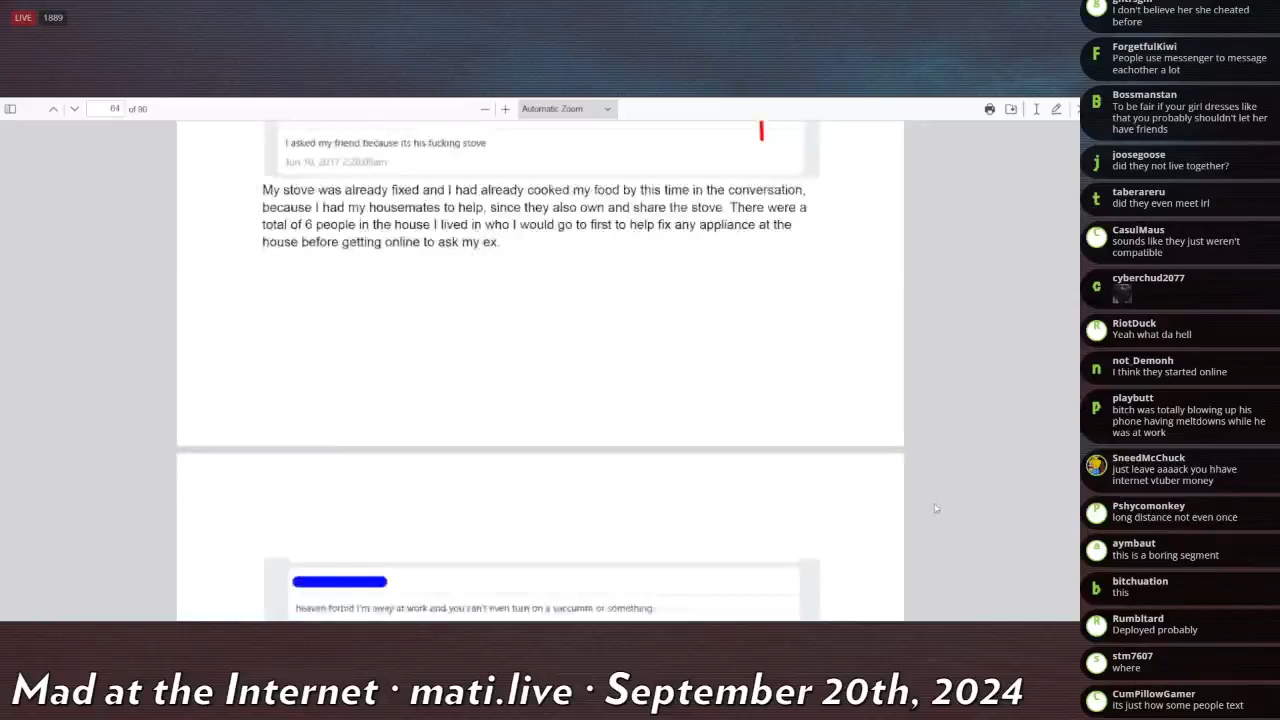 LIVE 1889
64 of 90
Automatic Zoom
I asked my friend because its his fucking stove
Jun 10, 2017 2:28:05am
My stove was already fixed and I had already cooked my food by this time in the conversation,
because I had my housemates to help, since they also own and share the stove. There were a
total of 6 people in the house I lived in who I would go to first to help fix any appliance at the
house before getting online to ask my ex.
heaven forbid I'm away at work and you can't even turn on a vaccumm or something
I don't believe her she cheated
before
F
ForgetfulKiwi
People use messenger to message
eachother a lot
B
Bossmanstan
To be fair if your girl dresses like
that you probably shouldn't let her
have friends
j
joosegoose
did they not live together?
t
taberareru
did they even meet irl
C
CasulMaus
sounds like they just weren't
compatible
c
cyberchud2077
R
RiotDuck
Yeah what da hell
n
not_Demonh
I think they started online
p
playbutt
bitch was totally blowing up his
phone having meltdowns while he
was at work
SneedMcChuck
just leave aaaack you hhave
internet vtuber money
P
Pshycomonkey
long distance not even once
a
aymbaut
this is a boring segment
b
bitchuation
this
R
Rumbltard
Deployed probably
s
stm7607
where
C
CumPillowGamer
Its just how some people text
Mad at the Internet · mati.live · September 20th, 2024